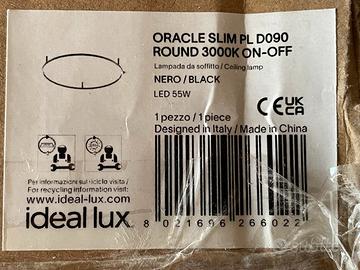 ORACLE SLIM PL D090
ROUND 3000K ON-OFF
Lampada da soffitto / Ceiling lamp
NERO / BLACK
LED 55W
1 pezzo / 1 piece
Designed in Italy / Made in China
CE UK CA
Per informazioni sul riciclo visita /
For recycling information visit:
www.ideal-lux.com
ideal lux
8 021696 266022
subito